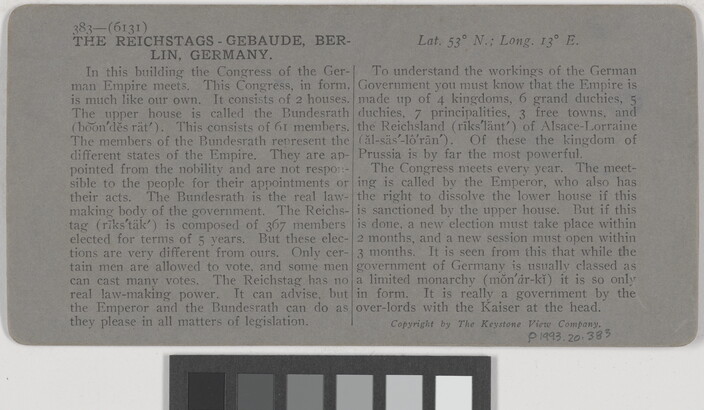 383—(6131)
THE REICHSTAGS-GEBAUDE, BER-
LIN, GERMANY.
In this building the Congress of the Ger-
man Empire meets. This Congress, in form,
is much like our own. It consists of 2 houses.
The upper house is called the Bundesrath
(bŏŏn'dĕs rät'). This consists of 61 members.
The members of the Bundesrath represent the
different states of the Empire. They are ap-
pointed from the nobility and are not respon-
sible to the people for their appointments or
their acts. The Bundesrath is the real law-
making body of the government. The Reichs-
tag (rīks'täk') is composed of 367 members
elected for terms of 5 years. But these elec-
tions are very different from ours. Only cer-
tain men are allowed to vote, and some men
can cast many votes. The Reichstag has no
real law-making power. It can advise, but
the Emperor and the Bundesrath can do as
they please in all matters of legislation.
Lat. 53° N.; Long. 13° E.
To understand the workings of the German
Government you must know that the Empire is
made up of 4 kingdoms, 6 grand duchies, 5
duchies, 7 principalities, 3 free towns, and
the Reichsland (rīks'länt') of Alsace-Lorraine
(ăl-sās'-lô'rān'). Of these the kingdom of
Prussia is by far the most powerful.
The Congress meets every year. The meet-
ing is called by the Emperor, who also has
the right to dissolve the lower house if this
is sanctioned by the upper house. But if this
is done, a new election must take place within
2 months, and a new session must open within
3 months. It is seen from this that while the
government of Germany is usually classed as
a limited monarchy (mŏn'ár-kĭ) it is so only
in form. It is really a government by the
over-lords with the Kaiser at the head.
Copyright by The Keystone View Company.
P1993.20.383